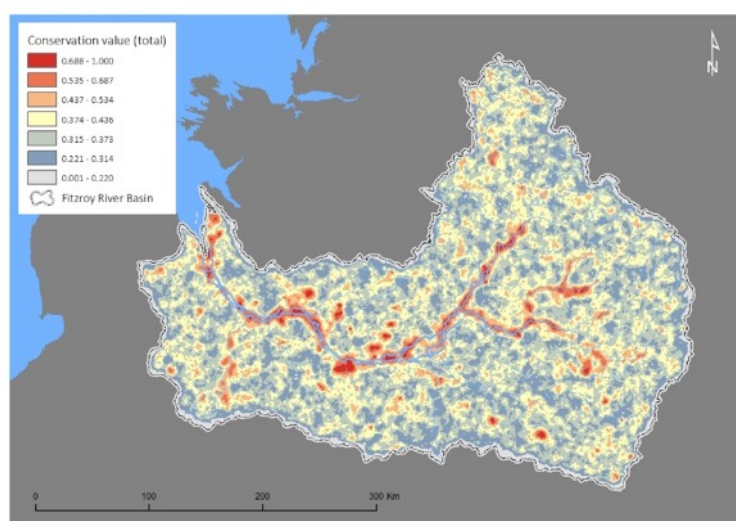 Conservation value (total)
0.688 - 1.000
0.535 - 0.687
0.437 - 0.534
0.374 - 0.436
0.315 - 0.373
0.221 - 0.314
0.001 - 0.220
Fitzroy River Basin
N
0 100 200 300 Km